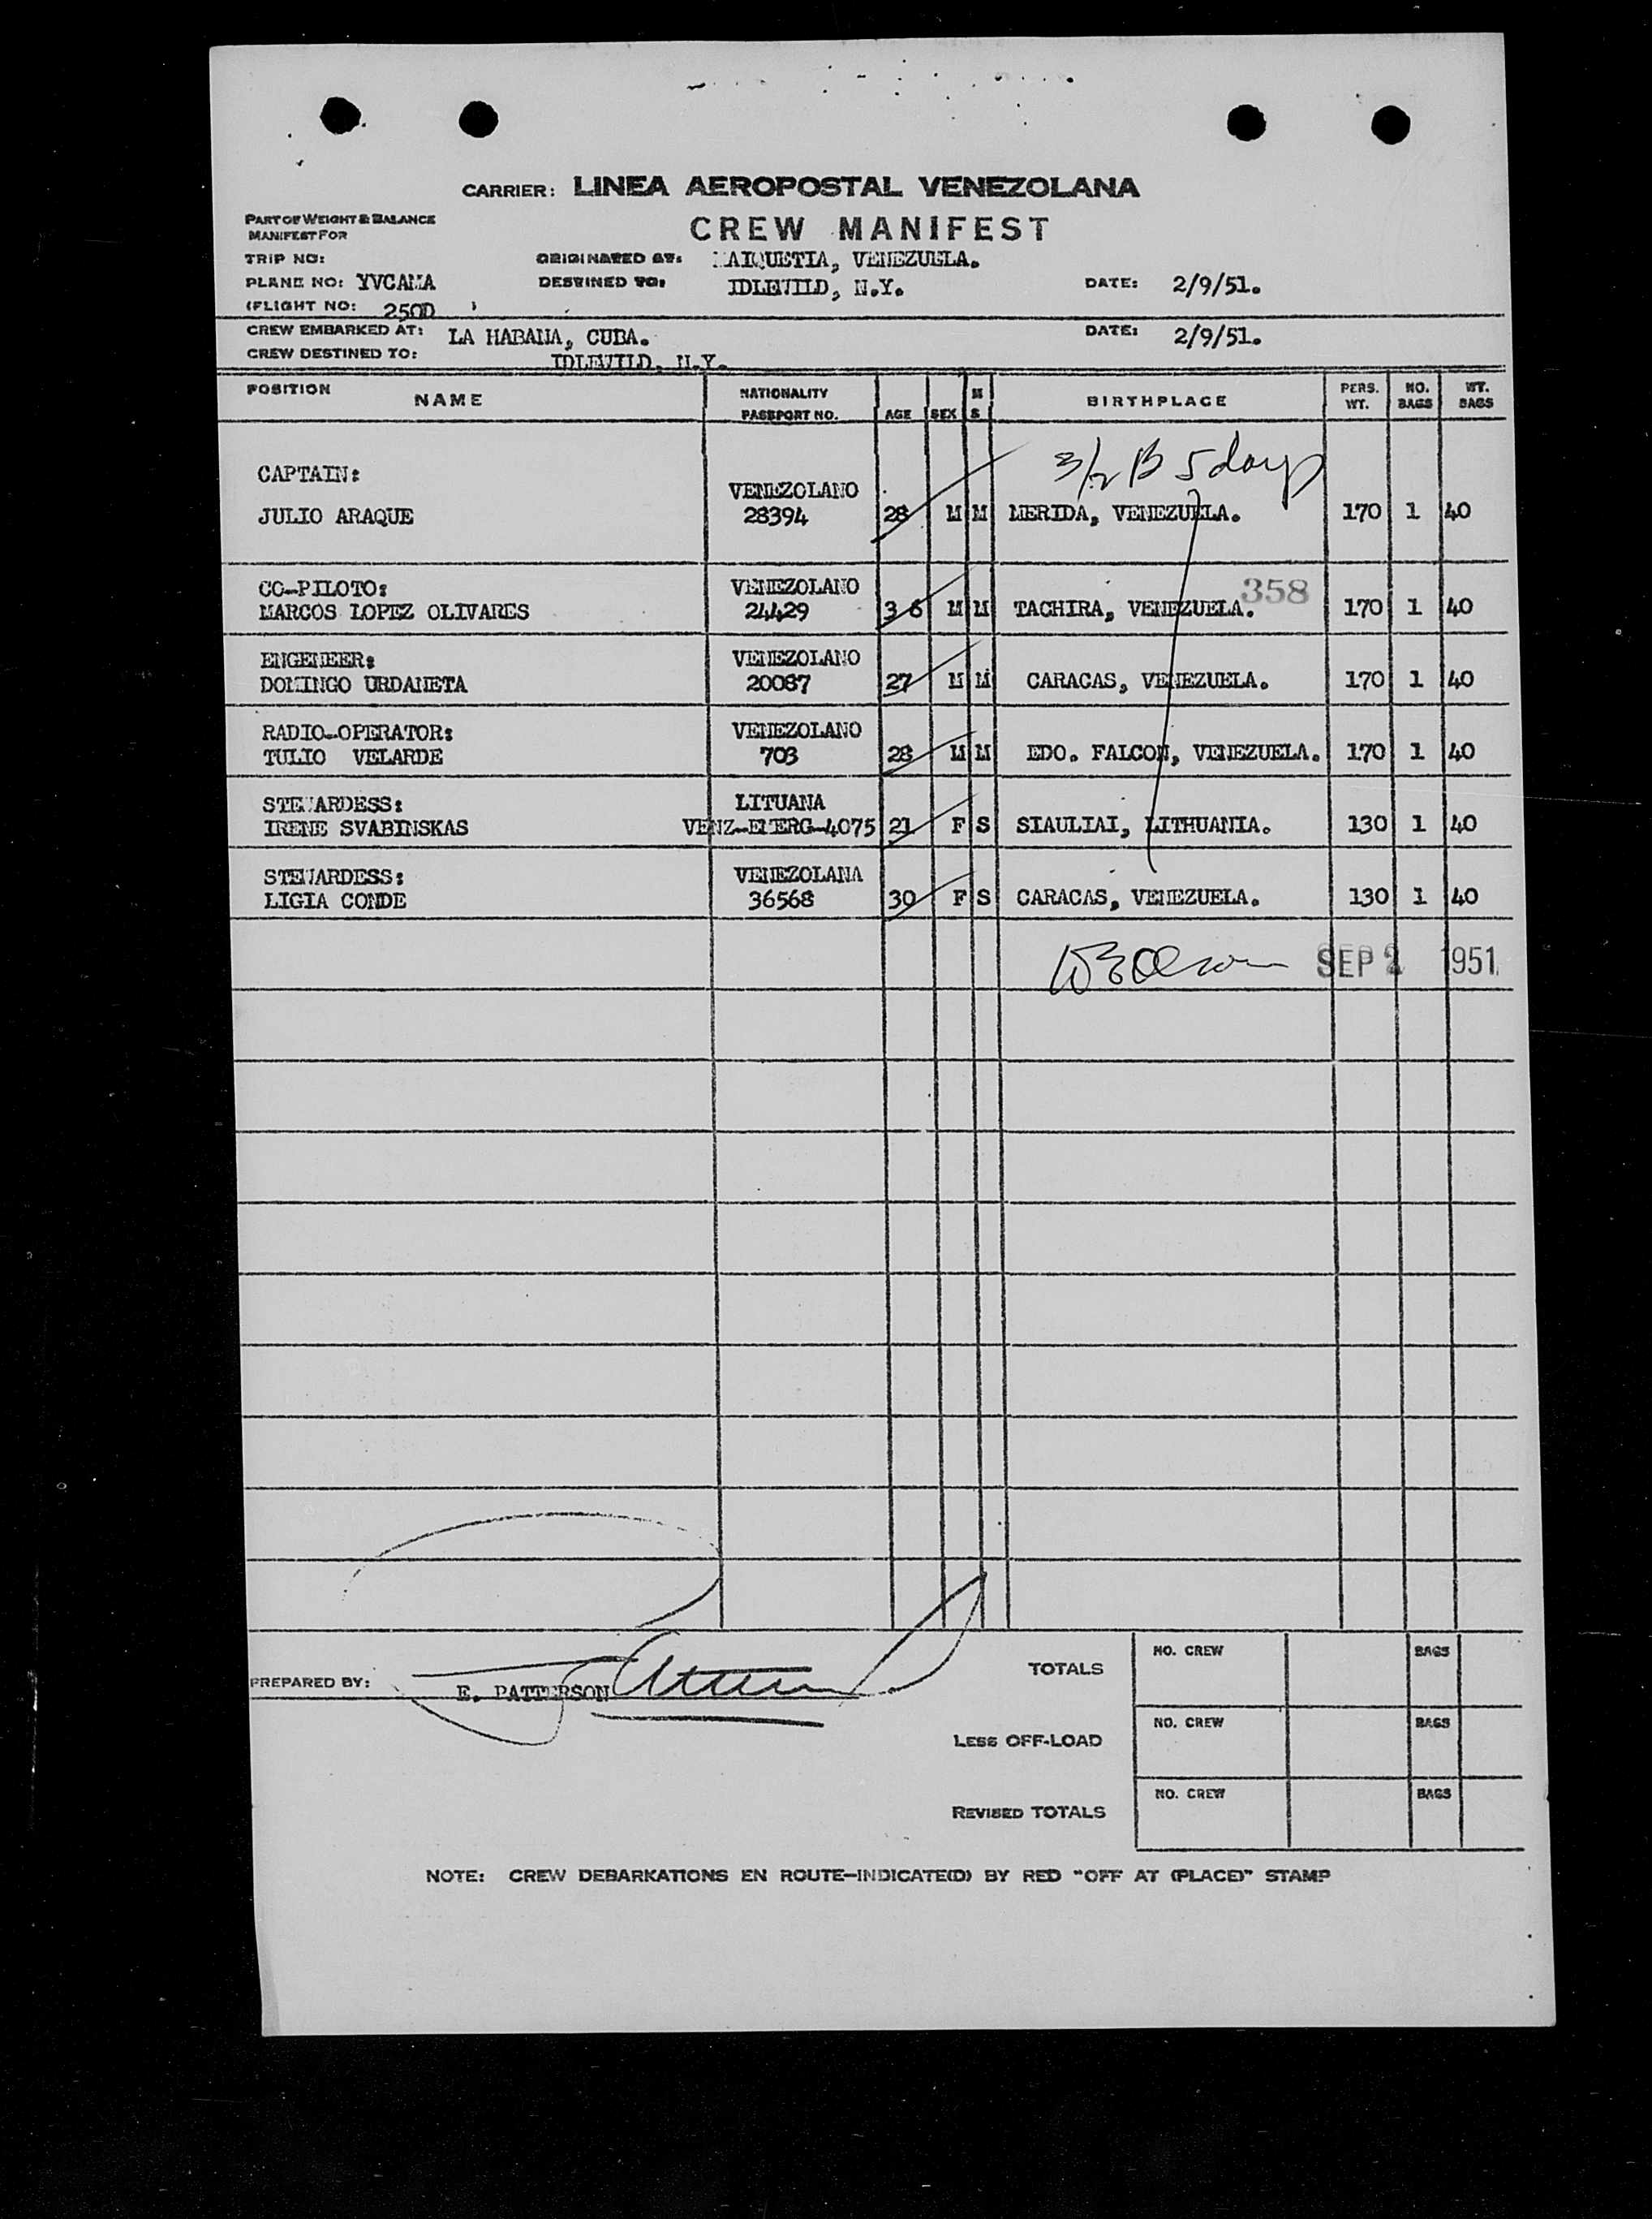 CARRIER: LINEA AEROPOSTAL VENEZOLANA
PART OF WEIGHT & BALANCE
MANIFEST FOR
CREW MANIFEST
TRIP NO: ORIGINATED AT: MAIQUETIA, VENEZUELA.
PLANE NO: YVCAMA DESTINED TO: IDLEWILD, N.Y. DATE: 2/9/51.
(FLIGHT NO: 250D )
CREW EMBARKED AT: LA HABANA, CUBA. DATE: 2/9/51.
CREW DESTINED TO: IDLEWILD, N.Y.
POSITION NAME NATIONALITY PASSPORT NO. AGE SEX M S BIRTHPLACE PERS. WT. NO. BAGS WT. BAGS
3/2 B 5 days
CAPTAIN: VENEZOLANO
JULIO ARAQUE 28394 28 M M MERIDA, VENEZUELA. 170 1 40
CO-PILOTO: VENEZOLANO 358
MARCOS LOPEZ OLIVARES 24429 36 M M TACHIRA, VENEZUELA. 170 1 40
ENGENEER: VENEZOLANO
DOMINGO URDANETA 20087 27 M M CARACAS, VENEZUELA. 170 1 40
RADIO-OPERATOR: VENEZOLANO
TULIO VELARDE 703 28 M M EDO. FALCON, VENEZUELA. 170 1 40
STEWARDESS: LITUANA
IRENE SVABINSKAS VENZ-EMERG-4075 21 F S SIAULIAI, LITHUANIA. 130 1 40
STEWARDESS: VENEZOLANA
LIGIA CONDE 36568 30 F S CARACAS, VENEZUELA. 130 1 40
SEP 2 1951
PREPARED BY: E. PATTERSON
TOTALS NO. CREW BAGS
LESS OFF-LOAD NO. CREW BAGS
REVISED TOTALS NO. CREW BAGS
NOTE: CREW DEBARKATIONS EN ROUTE—INDICATE(D) BY RED "OFF AT (PLACE)" STAMP